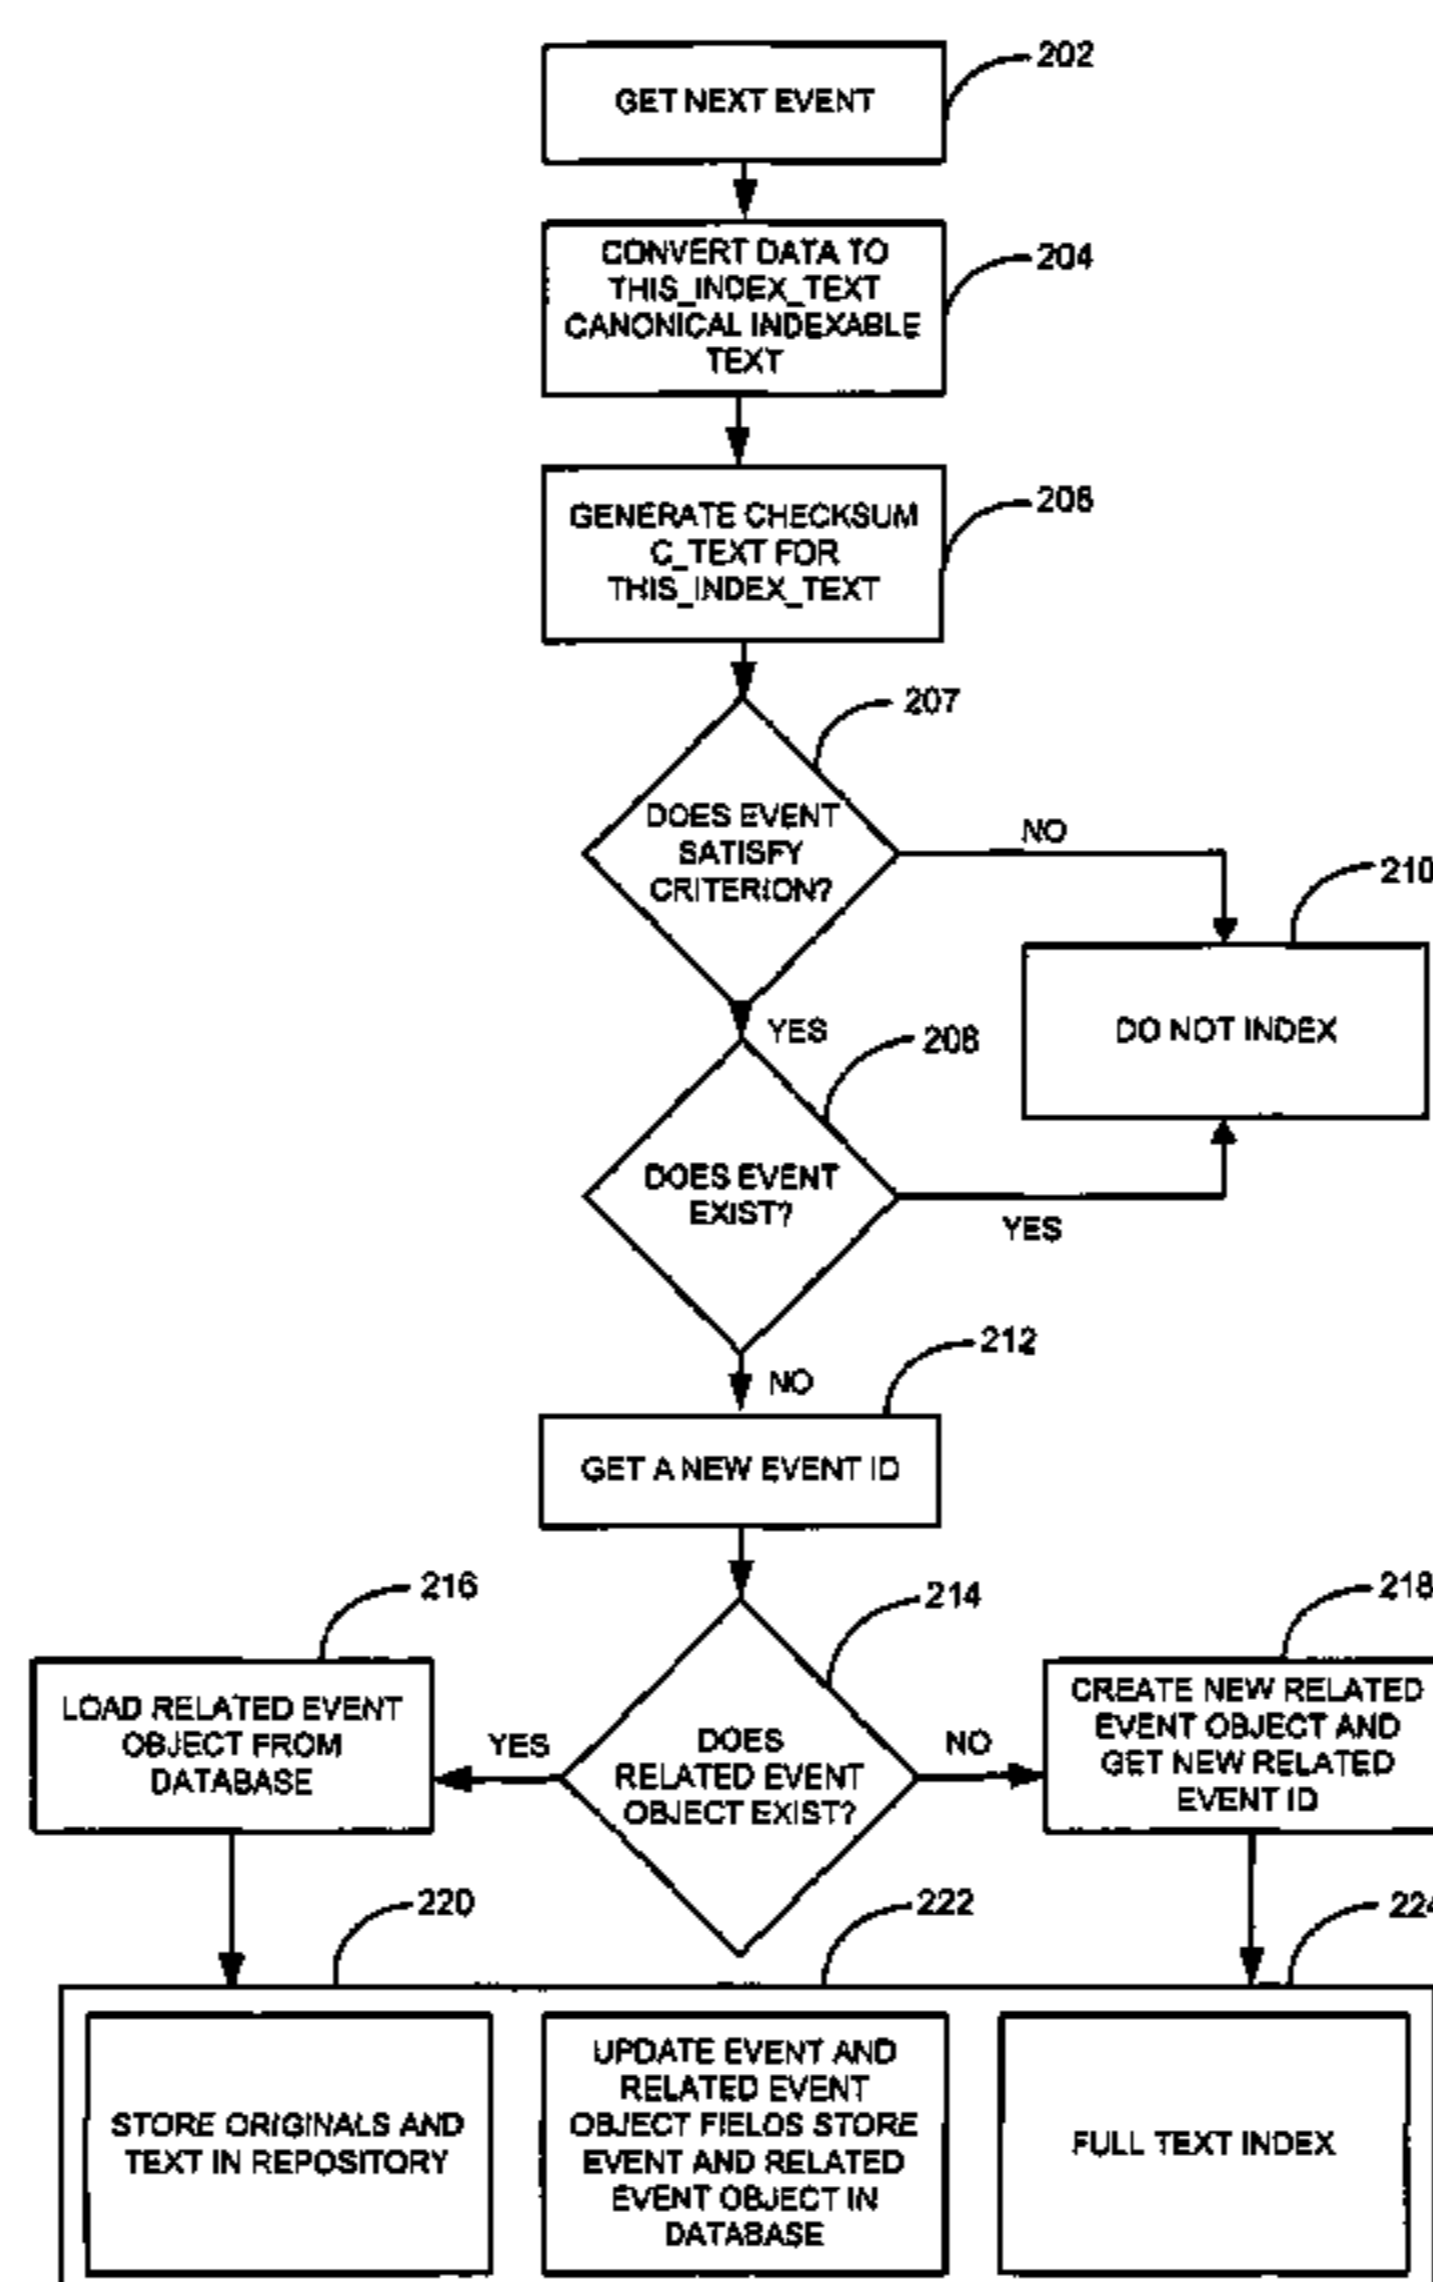 202
GET NEXT EVENT
204
CONVERT DATA TO
THIS_INDEX_TEXT
CANONICAL INDEXABLE
TEXT
206
GENERATE CHECKSUM
C_TEXT FOR
THIS_INDEX_TEXT
207
DOES EVENT
SATISFY
CRITERION?
NO
210
DO NOT INDEX
YES
208
DOES EVENT
EXIST?
YES
212
NO
GET A NEW EVENT ID
216
214
218
LOAD RELATED EVENT
OBJECT FROM
DATABASE
YES
DOES
RELATED EVENT
OBJECT EXIST?
NO
CREATE NEW RELATED
EVENT OBJECT AND
GET NEW RELATED
EVENT ID
220
222
224
STORE ORIGINALS AND
TEXT IN REPOSITORY
UPDATE EVENT AND
RELATED EVENT
OBJECT FIELDS STORE
EVENT AND RELATED
EVENT OBJECT IN
DATABASE
FULL TEXT INDEX